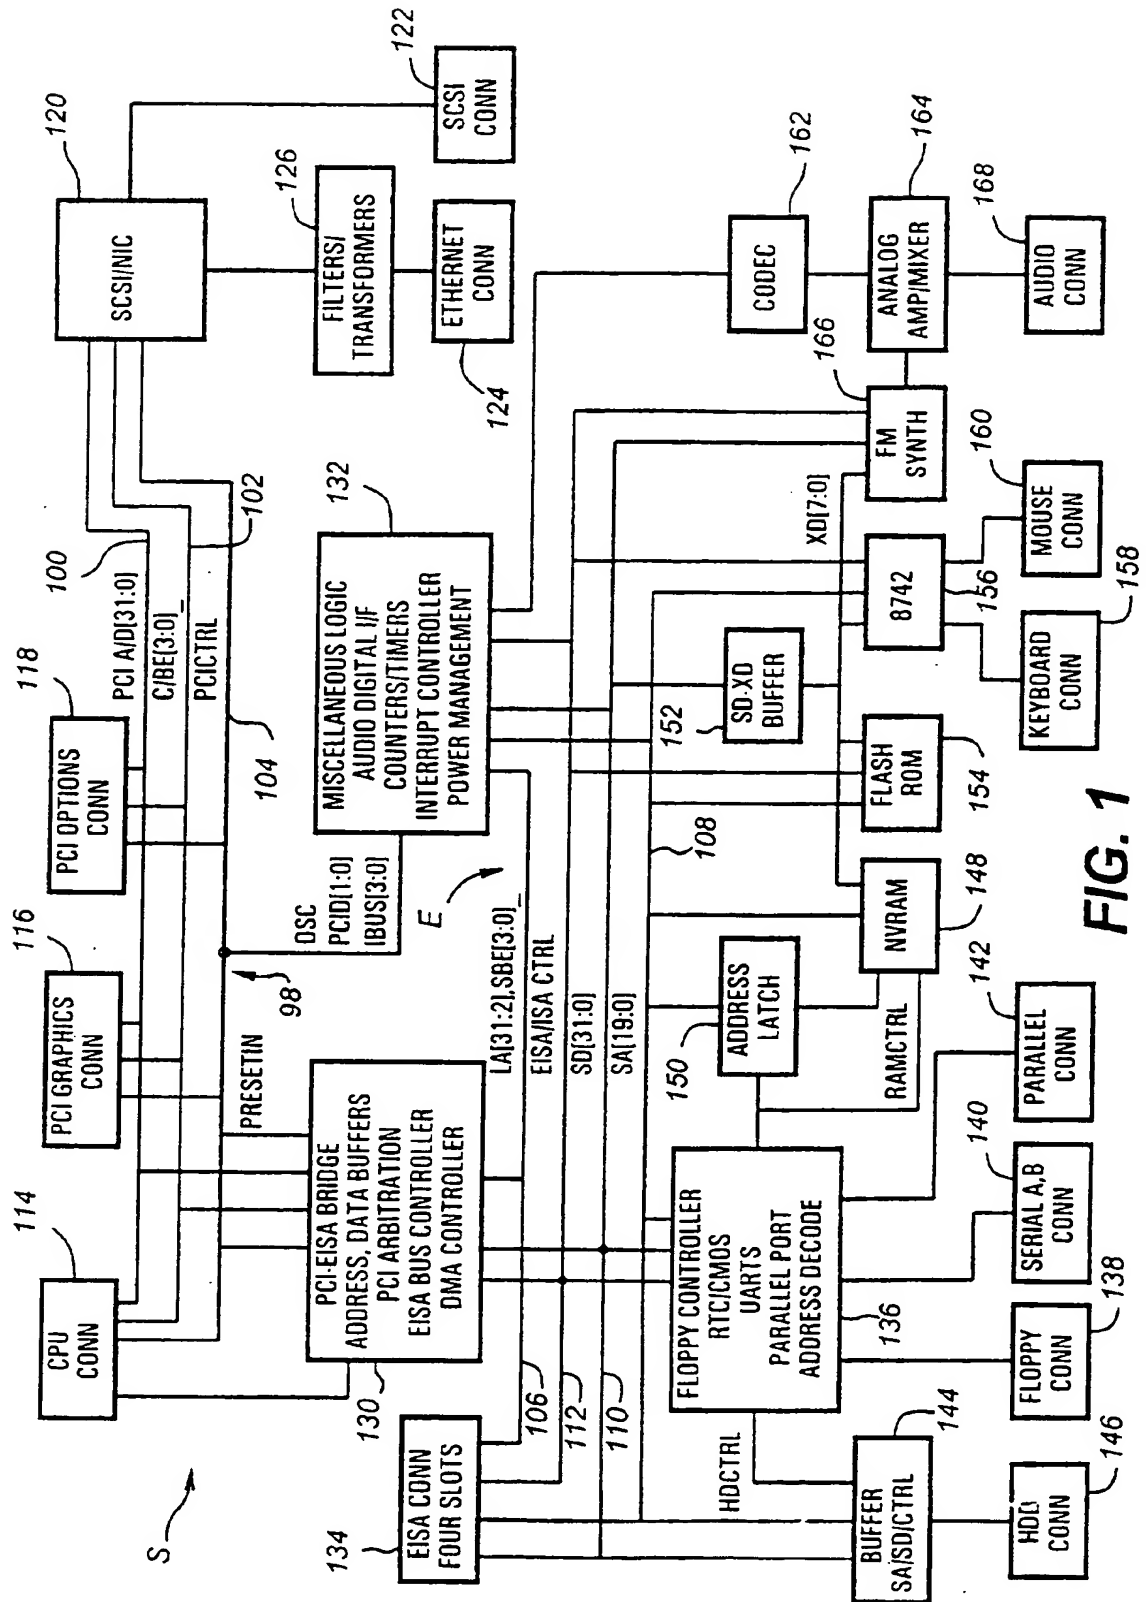 S
114
CPU
CONN
116
PCI GRAPHICS
CONN
118
PCI OPTIONS
CONN
100
PCI A/D[31:0]
C/BE[3:0]_
PCICTRL
102
104
98
120
SCSI/NIC
122
SCSI
CONN
126
FILTERS/
TRANSFORMERS
ETHERNET
CONN
124
PRESETIN
PCI-EISA BRIDGE
ADDRESS, DATA BUFFERS
PCI ARBITRATION
EISA BUS CONTROLLER
DMA CONTROLLER
130
OSC
PCID[1:0]
IBUS[3:0]
132
MISCELLANEOUS LOGIC
AUDIO DIGITAL I/F
COUNTERS/TIMERS
INTERRUPT CONTROLLER
POWER MANAGEMENT
E
EISA CONN
FOUR SLOTS
134
106
112
110
LA[31:2],SBE[3:0]_
EISA/ISA CTRL
SD[31:0]
SA[19:0]
108
HDCTRL
FLOPPY CONTROLLER
RTC/CMOS
UARTS
PARALLEL PORT
ADDRESS DECODE
136
150
ADDRESS
LATCH
RAMCTRL
NVRAM
148
152
SD-XD
BUFFER
FLASH
ROM
154
XD[7:0]
8742
156
FM
SYNTH
166
CODEC
162
ANALOG
AMP/MIXER
164
AUDIO
CONN
168
BUFFER
SA/SD/CTRL
144
HDD
CONN
146
FLOPPY
CONN
138
SERIAL A,B
CONN
140
PARALLEL
CONN
142
KEYBOARD
CONN
158
MOUSE
CONN
160
FIG. 1